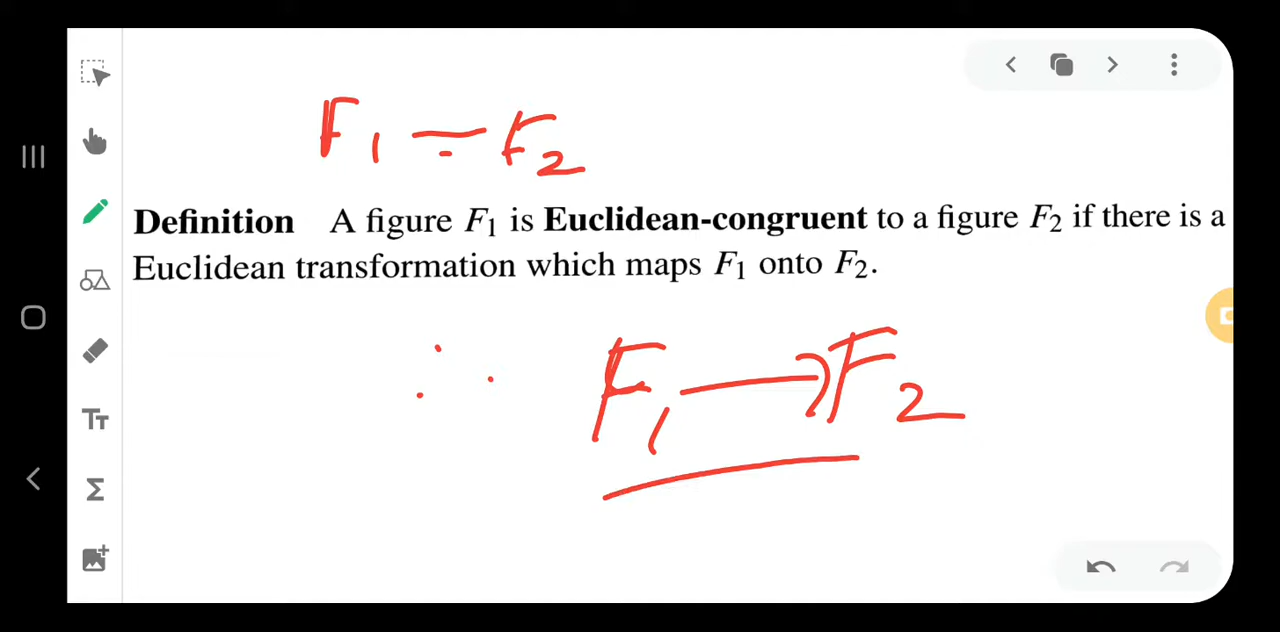 F₁ ≅ F₂
Definition A figure F₁ is Euclidean-congruent to a figure F₂ if there is a
Euclidean transformation which maps F₁ onto F₂.
∴ F₁ → F₂
Tт
Σ